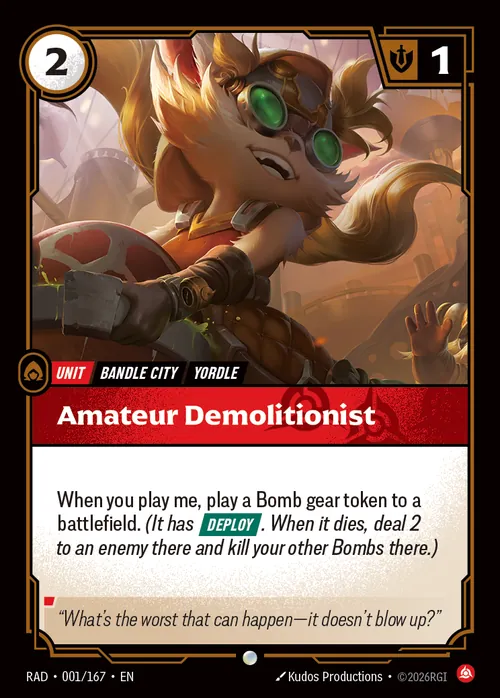 2
1
UNIT BANDLE CITY YORDLE
Amateur Demolitionist
When you play me, play a Bomb gear token to a
battlefield. (It has DEPLOY. When it dies, deal 2
to an enemy there and kill your other Bombs there.)
“What’s the worst that can happen—it doesn’t blow up?”
RAD • 001/167 • EN
Kudos Productions • ©2026RGI